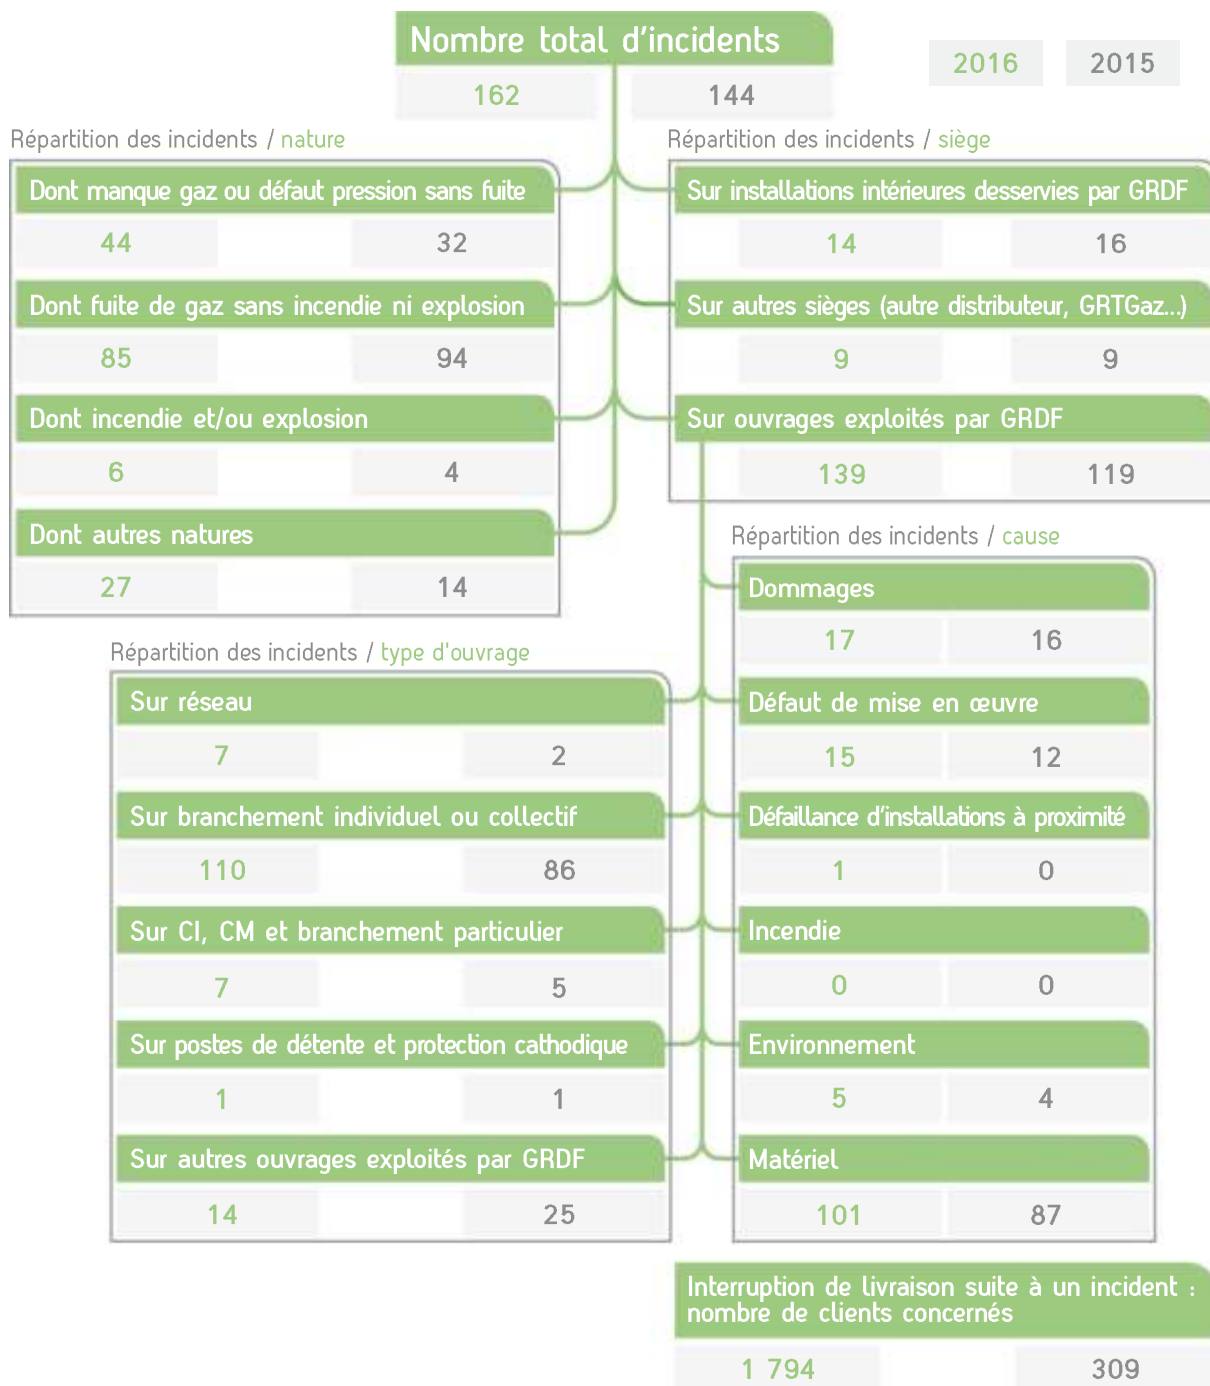 Nombre total d'incidents
162 144
2016 2015
Répartition des incidents / nature
Dont manque gaz ou défaut pression sans fuite
44 32
Dont fuite de gaz sans incendie ni explosion
85 94
Dont incendie et/ou explosion
6 4
Dont autres natures
27 14
Répartition des incidents / siège
Sur installations intérieures desservies par GRDF
14 16
Sur autres sièges (autre distributeur, GRTGaz...)
9 9
Sur ouvrages exploités par GRDF
139 119
Répartition des incidents / type d'ouvrage
Sur réseau
7 2
Sur branchement individuel ou collectif
110 86
Sur CI, CM et branchement particulier
7 5
Sur postes de détente et protection cathodique
1 1
Sur autres ouvrages exploités par GRDF
14 25
Répartition des incidents / cause
Dommages
17 16
Défaut de mise en œuvre
15 12
Défaillance d'installations à proximité
1 0
Incendie
0 0
Environnement
5 4
Matériel
101 87
Interruption de livraison suite à un incident :
nombre de clients concernés
1 794 309